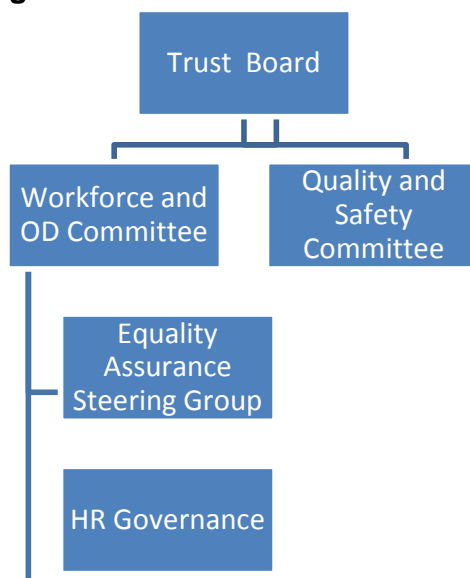 g
Trust Board
Workforce and
OD Committee
Quality and
Safety
Committee
Equality
Assurance
Steering Group
HR Governance